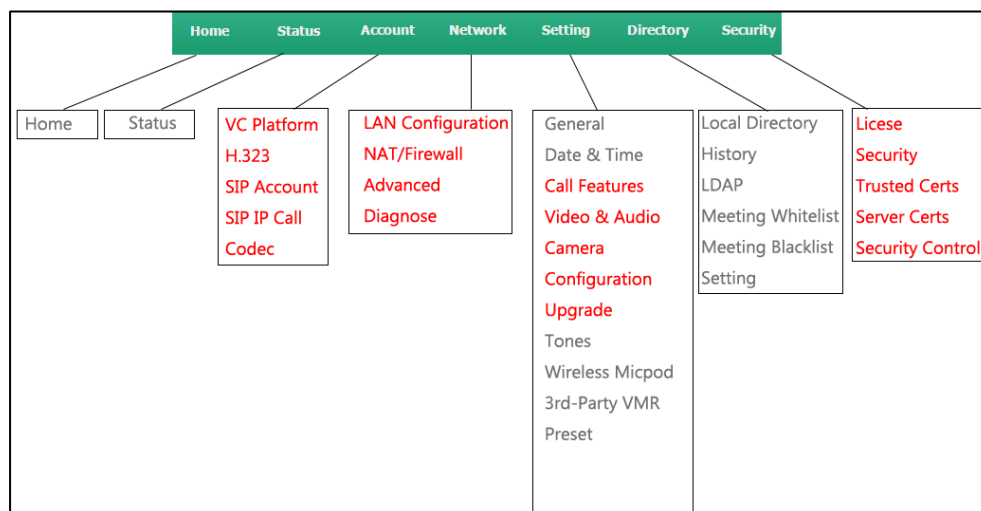 Home
Status
Account
Network
Setting
Directory
Security
Home
Status
VC Platform
H.323
SIP Account
SIP IP Call
Codec
LAN Configuration
NAT/Firewall
Advanced
Diagnose
General
Date & Time
Call Features
Video & Audio
Camera
Configuration
Upgrade
Tones
Wireless Micpod
3rd-Party VMR
Preset
Local Directory
History
LDAP
Meeting Whitelist
Meeting Blacklist
Setting
Licese
Security
Trusted Certs
Server Certs
Security Control